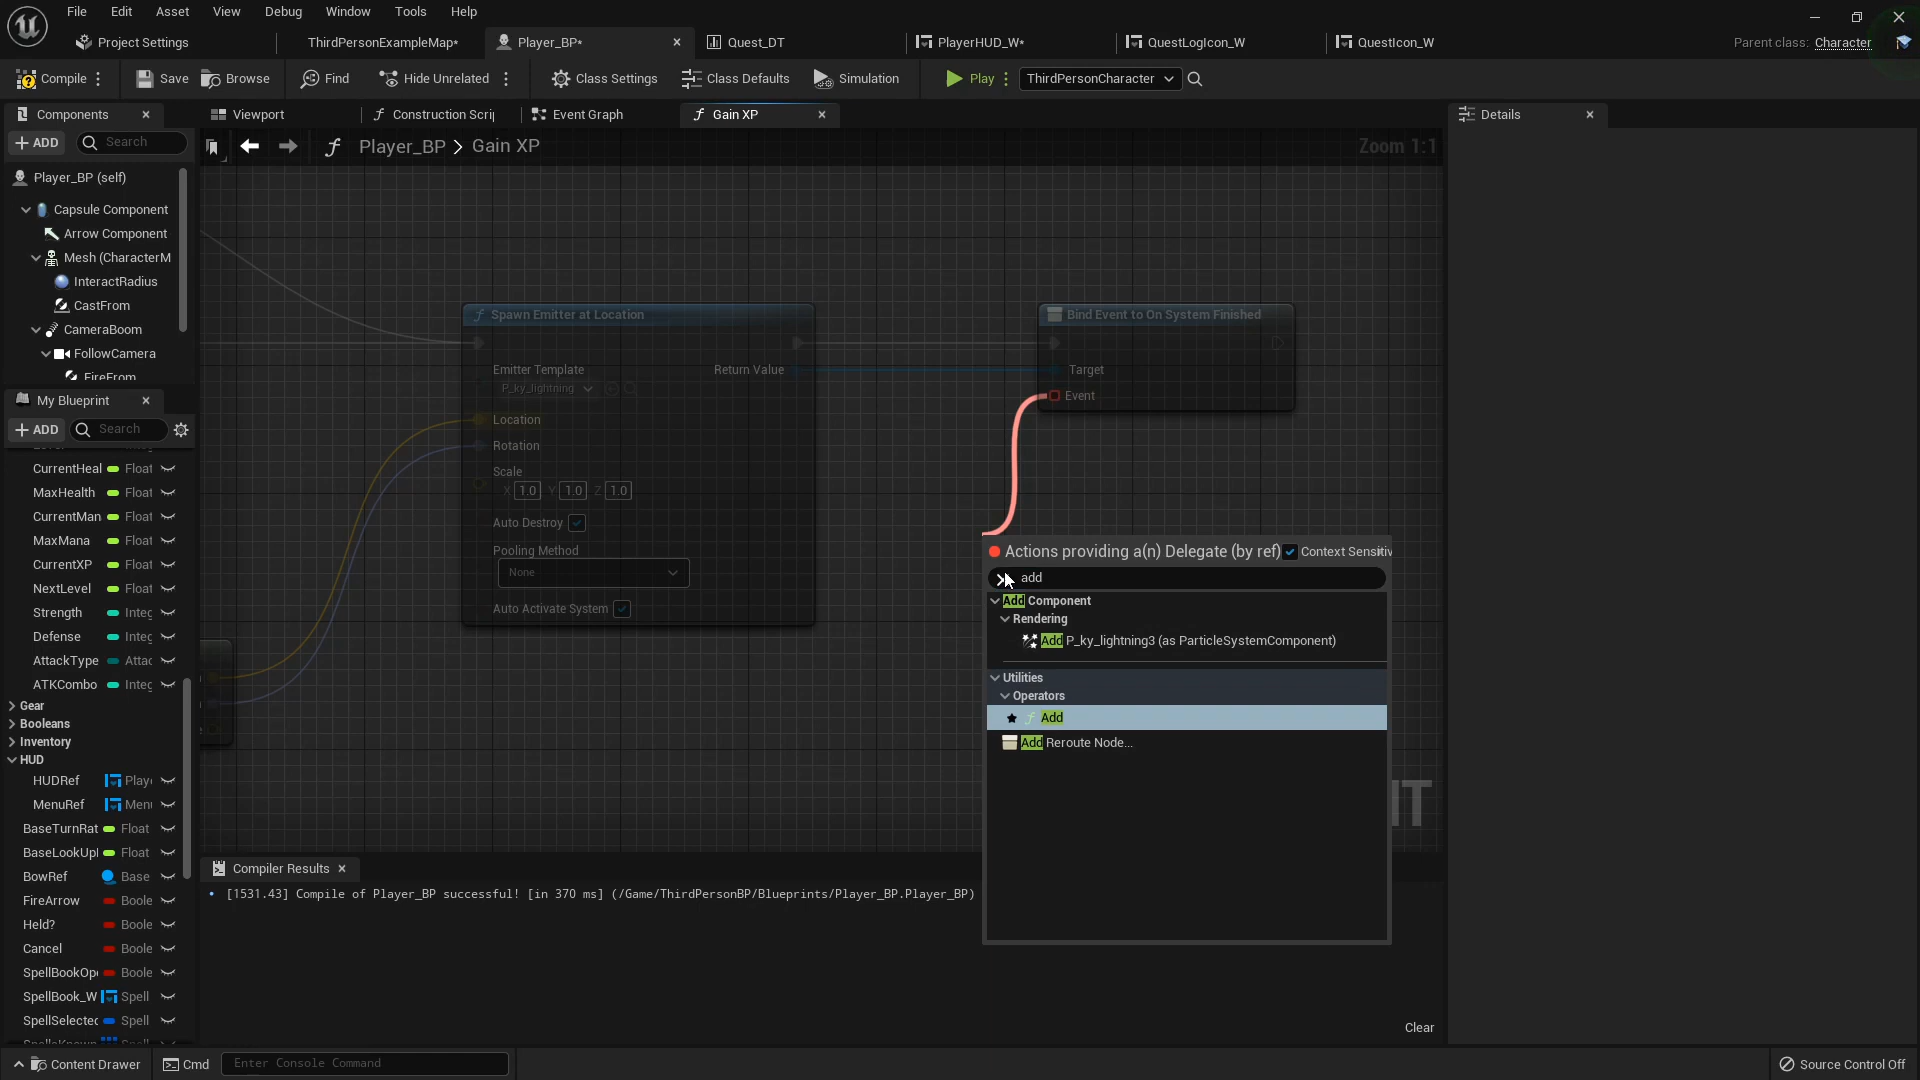 File Edit Asset View Debug Window Tools Help
Project Settings ThirdPersonExampleMap* Player_BP* Quest_DT PlayerHUD_W* QuestLogIcon_W QuestIcon_W Parent class: Character
Compile Save Browse Find Hide Unrelated Class Settings Class Defaults Simulation Play ThirdPersonCharacter
Components Viewport Construction Scrip Event Graph Gain XP Details
ADD Search Player_BP > Gain XP Zoom 1:1
Player_BP (self)
Capsule Component
Arrow Component
Mesh (CharacterM
InteractRadius
CastFrom
CameraBoom
FollowCamera
FireFrom
My Blueprint
ADD Search
CurrentHeal Float
MaxHealth Float
CurrentMan Float
MaxMana Float
CurrentXP Float
NextLevel Float
Strength Integ
Defense Integ
AttackType Attac
ATKCombo Integ
Gear
Booleans
Inventory
HUD
HUDRef Playe
MenuRef Menu
BaseTurnRat Float
BaseLookUpI Float
BowRef Base
FireArrow Boole
Held? Boole
Cancel Boole
SpellBookOpe Boole
SpellBook_W Spell
SpellSelected Spell
Spawn Emitter at Location
Emitter Template Return Value
P_ky_lightning
Location
Rotation
Scale
X 1.0 Y 1.0 Z 1.0
Auto Destroy
Pooling Method
None
Auto Activate System
Bind Event to On System Finished
Target
Event
Actions providing a(n) Delegate (by ref) Context Sensitiv
add
Add Component
Rendering
Add P_ky_lightning3 (as ParticleSystemComponent)
Utilities
Operators
Add
Add Reroute Node...
Compiler Results
[1531.43] Compile of Player_BP successful! [in 370 ms] (/Game/ThirdPersonBP/Blueprints/Player_BP.Player_BP)
Clear
Content Drawer Cmd Enter Console Command Source Control Off